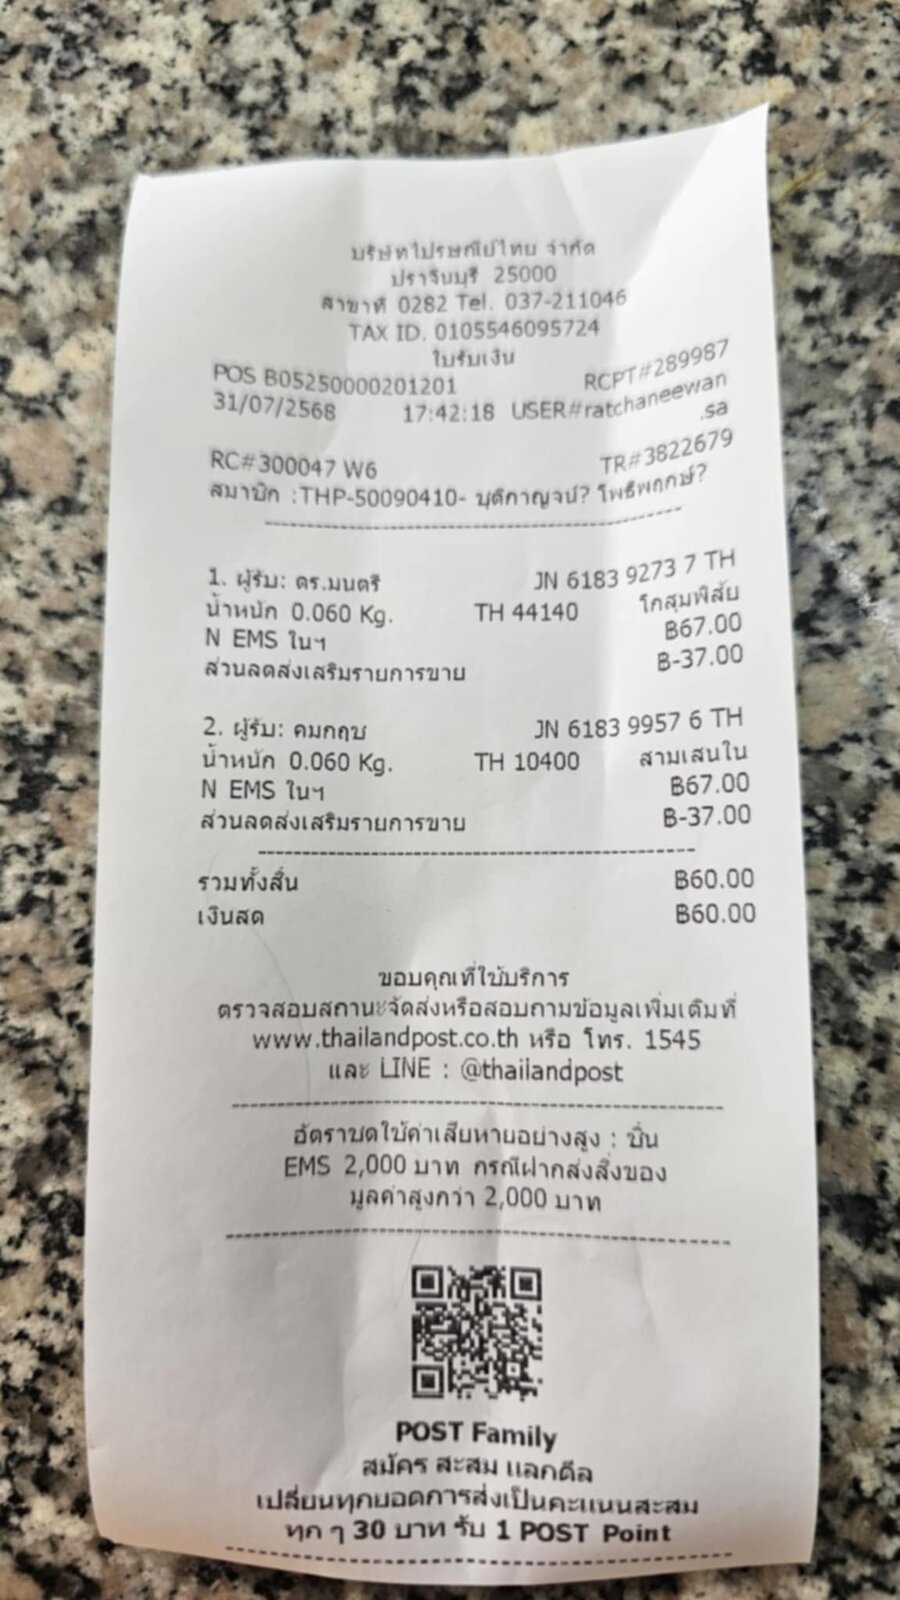 บริษัทไปรษณีย์ไทย จำกัด
ปราจีนบุรี 25000
สาขาที่ 0282 Tel. 037-211046
TAX ID. 0105546095724
ใบรับเงิน
POS B05250000201201 RCPT#289987
31/07/2568 17:42:18 USER#ratchaneewan
.sa
RC#300047 W6 TR#3822679
สมาชิก :THP-50090410- บุติกาญจน์? โพธิพฤกษ์?
1. ผู้รับ: ดร.มนตรี JN 6183 9273 7 TH
น้ำหนัก 0.060 Kg. TH 44140 โกสุมพิสัย
N EMS ในฯ ฿67.00
ส่วนลดส่งเสริมรายการขาย ฿-37.00
2. ผู้รับ: คมกฤช JN 6183 9957 6 TH
น้ำหนัก 0.060 Kg. TH 10400 สามเสนใน
N EMS ในฯ ฿67.00
ส่วนลดส่งเสริมรายการขาย ฿-37.00
รวมทั้งสิ้น ฿60.00
เงินสด ฿60.00
ขอบคุณที่ใช้บริการ
ตรวจสอบสถานะจัดส่งหรือสอบถามข้อมูลเพิ่มเติมที่
www.thailandpost.co.th หรือ โทร. 1545
และ LINE : @thailandpost
อัตราชดใช้ค่าเสียหายอย่างสูง : ชิ้น
EMS 2,000 บาท กรณีฝากส่งสิ่งของ
มูลค่าสูงกว่า 2,000 บาท
POST Family
สมัคร สะสม แลกดีล
เปลี่ยนทุกยอดการส่งเป็นคะแนนสะสม
ทุก ๆ 30 บาท รับ 1 POST Point